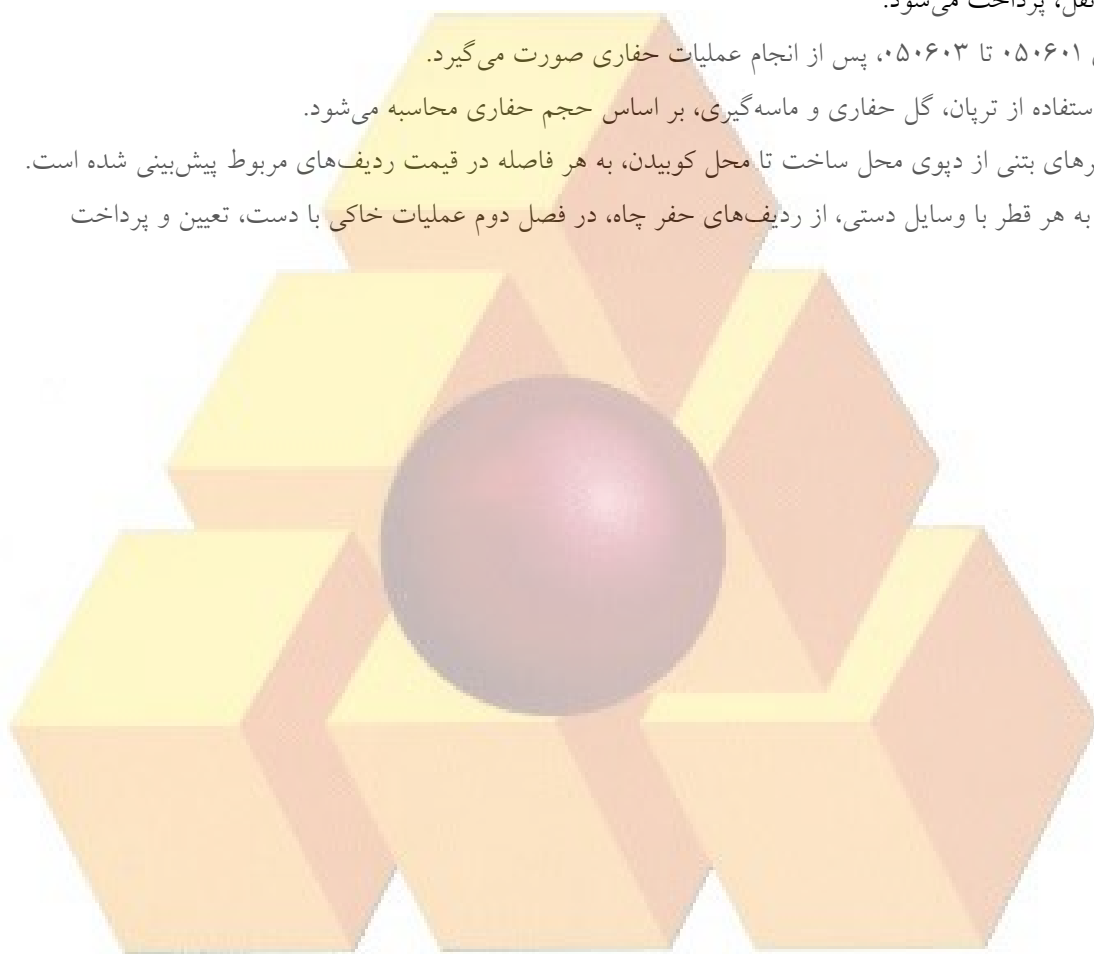 نقل، پرداخت می‌شود.
۰۵۰۶۰۱ تا ۰۵۰۶۰۳، پس از انجام عملیات حفاری صورت می‌گیرد.
ستفاده از ترپان، گل حفاری و ماسه‌گیری، بر اساس حجم حفاری محاسبه می‌شود.
رهای بتنی از دپوی محل ساخت تا محل کوبیدن، به هر فاصله در قیمت ردیف‌های مربوط پیش‌بینی شده است.
به هر قطر با وسایل دستی، از ردیف‌های حفر چاه، در فصل دوم عملیات خاکی با دست، تعیین و پرداخت